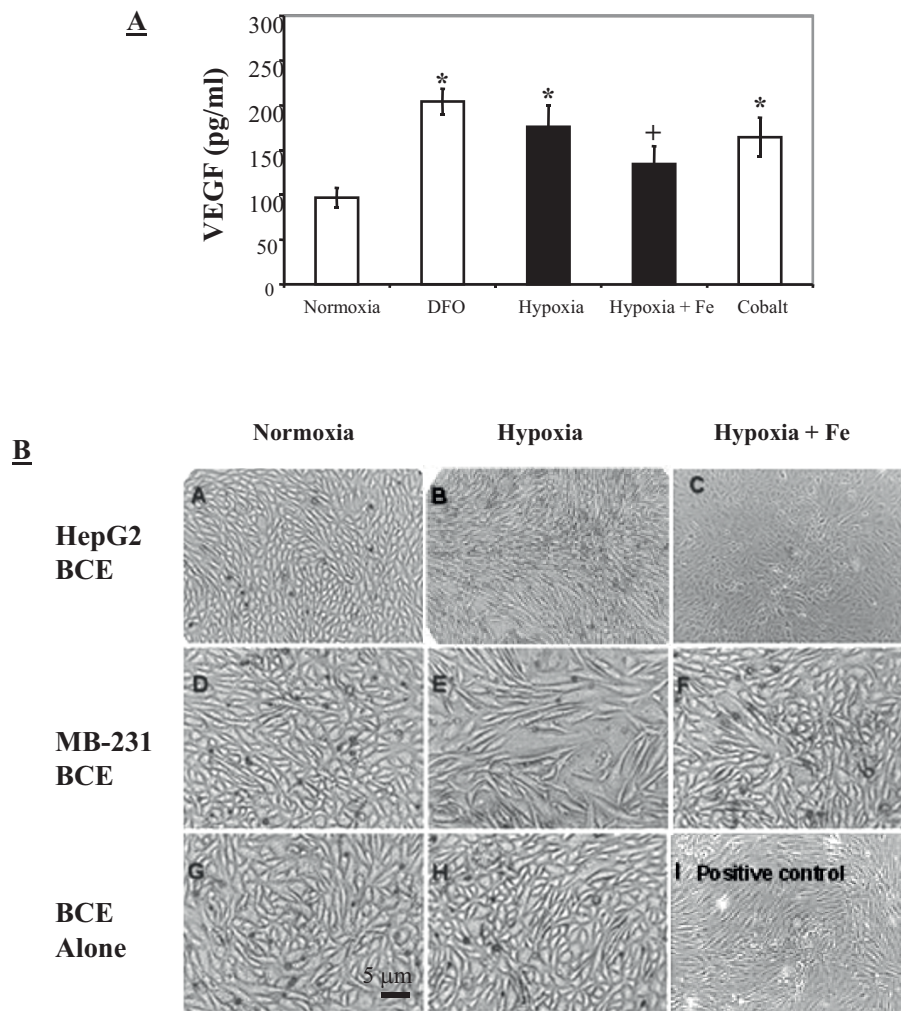 A
VEGF (pg/ml)
300
250
200
150
100
50
0
*
*
+
*
Normoxia
DFO
Hypoxia
Hypoxia + Fe
Cobalt
B
Normoxia
Hypoxia
Hypoxia + Fe
HepG2
BCE
A
B
C
MB-231
BCE
D
E
F
BCE
Alone
G
5 μm
H
I Positive control